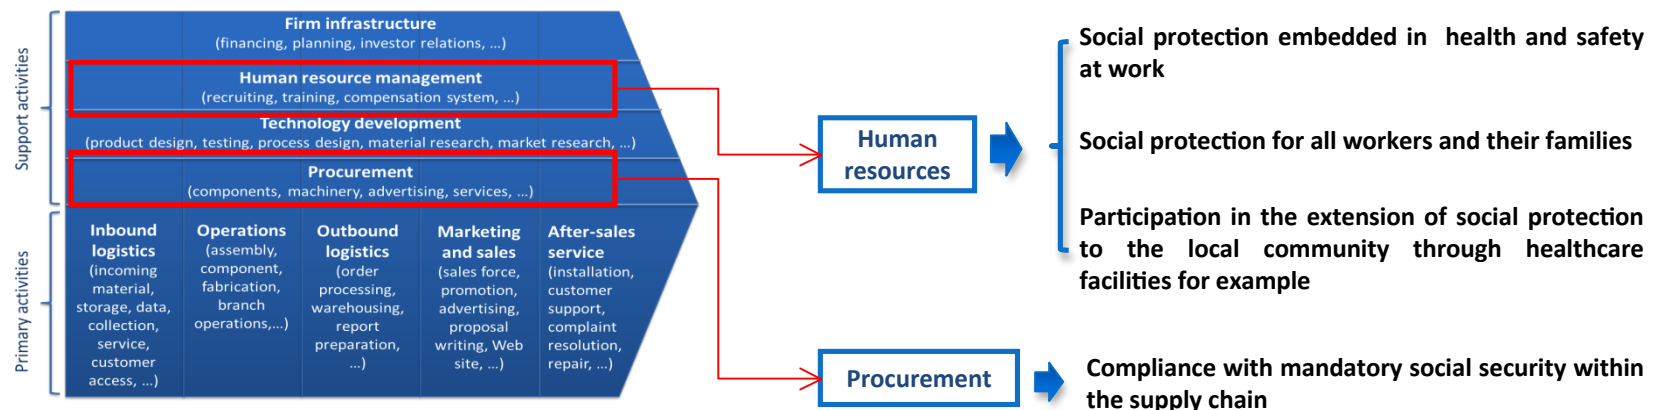 Support activities
Firm infrastructure
(financing, planning, investor relations, ...)
Human resource management
(recruiting, training, compensation system, ...)
Technology development
(product design, testing, process design, material research, market research, ...)
Procurement
(components, machinery, advertising, services, ...)
Primary activities
Inbound
logistics
(incoming
material,
storage, data,
collection,
service,
customer
access, ...)
Operations
(assembly,
component,
fabrication,
branch
operations,...)
Outbound
logistics
(order
processing,
warehousing,
report
preparation,
...)
Marketing
and sales
(sales force,
promotion,
advertising,
proposal
writing, Web
site, ...)
After-sales
service
(installation,
customer
support,
complaint
resolution,
repair, ...)
Human
resources
Social protection embedded in health and safety
at work
Social protection for all workers and their families
Participation in the extension of social protection
to the local community through healthcare
facilities for example
Procurement
Compliance with mandatory social security within
the supply chain